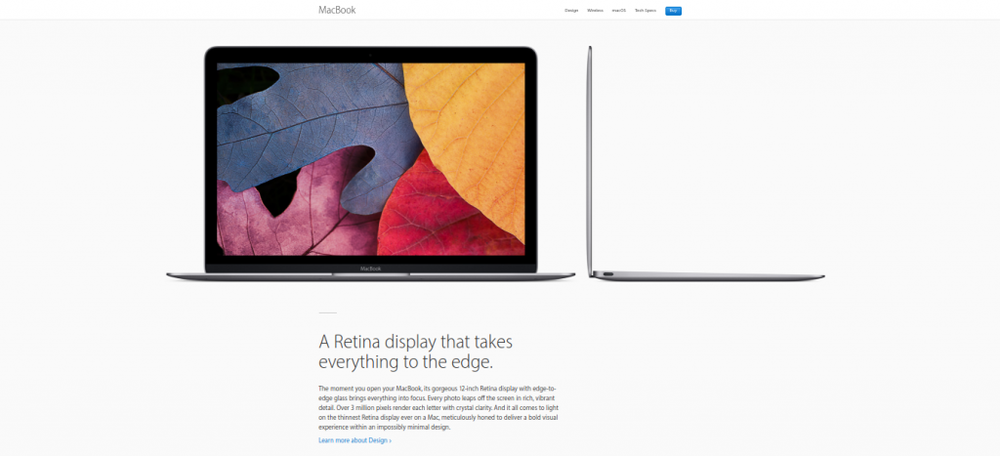 MacBook
Design Wireless macOS Tech Specs Buy
MacBook
A Retina display that takes
everything to the edge.
The moment you open your MacBook, its gorgeous 12-inch Retina display with edge-to-
edge glass brings everything into focus. Every photo leaps off the screen in rich, vibrant
detail. Over 3 million pixels render each letter with crystal clarity. And it all comes to light
on the thinnest Retina display ever on a Mac, meticulously honed to deliver a bold visual
experience within an impossibly minimal design.
Learn more about Design ›